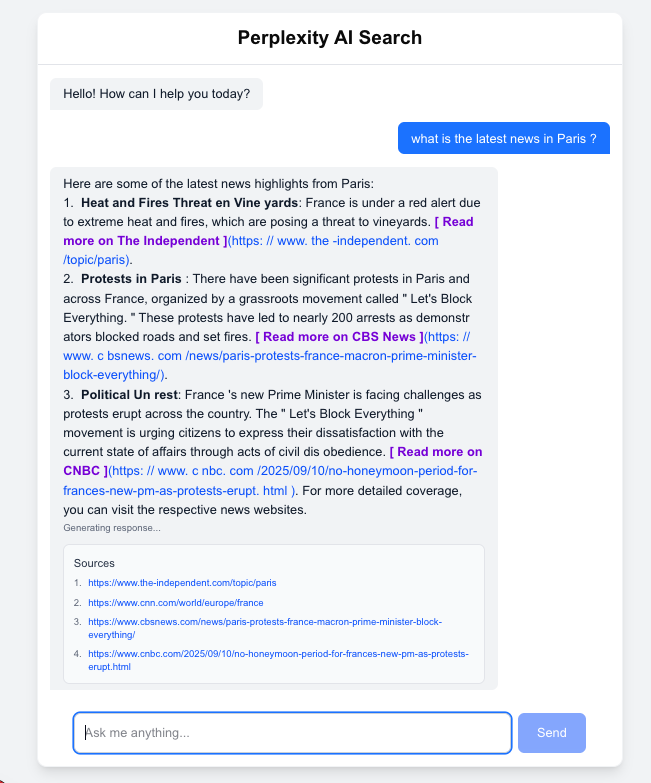 Perplexity AI Search
Hello! How can I help you today?
what is the latest news in Paris ?
Here are some of the latest news highlights from Paris:
1. Heat and Fires Threat en Vine yards: France is under a red alert due
to extreme heat and fires, which are posing a threat to vineyards. [ Read
more on The Independent ](https: // www. the -independent. com
/topic/paris).
2. Protests in Paris : There have been significant protests in Paris and
across France, organized by a grassroots movement called " Let's Block
Everything. " These protests have led to nearly 200 arrests as demonstr
ators blocked roads and set fires. [ Read more on CBS News ](https: //
www. c bsnews. com /news/paris-protests-france-macron-prime-minister-
block-everything/).
3. Political Un rest: France 's new Prime Minister is facing challenges as
protests erupt across the country. The " Let's Block Everything "
movement is urging citizens to express their dissatisfaction with the
current state of affairs through acts of civil dis obedience. [ Read more on
CNBC ](https: // www. c nbc. com /2025/09/10/no-honeymoon-period-for-
frances-new-pm-as-protests-erupt. html ). For more detailed coverage,
you can visit the respective news websites.
Generating response...
Sources
1. https://www.the-independent.com/topic/paris
2. https://www.cnn.com/world/europe/france
3. https://www.cbsnews.com/news/paris-protests-france-macron-prime-minister-block-
everything/
4. https://www.cnbc.com/2025/09/10/no-honeymoon-period-for-frances-new-pm-as-protests-
erupt.html
Ask me anything...
Send